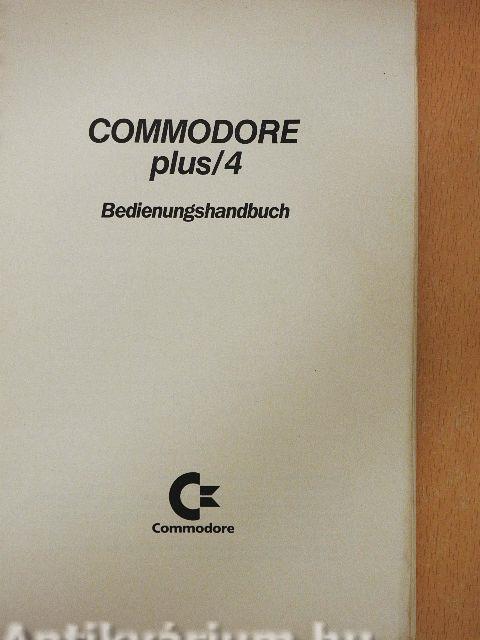 COMMODORE
plus/4
Bedienungshandbuch
Commodore
Antikvárium.hu